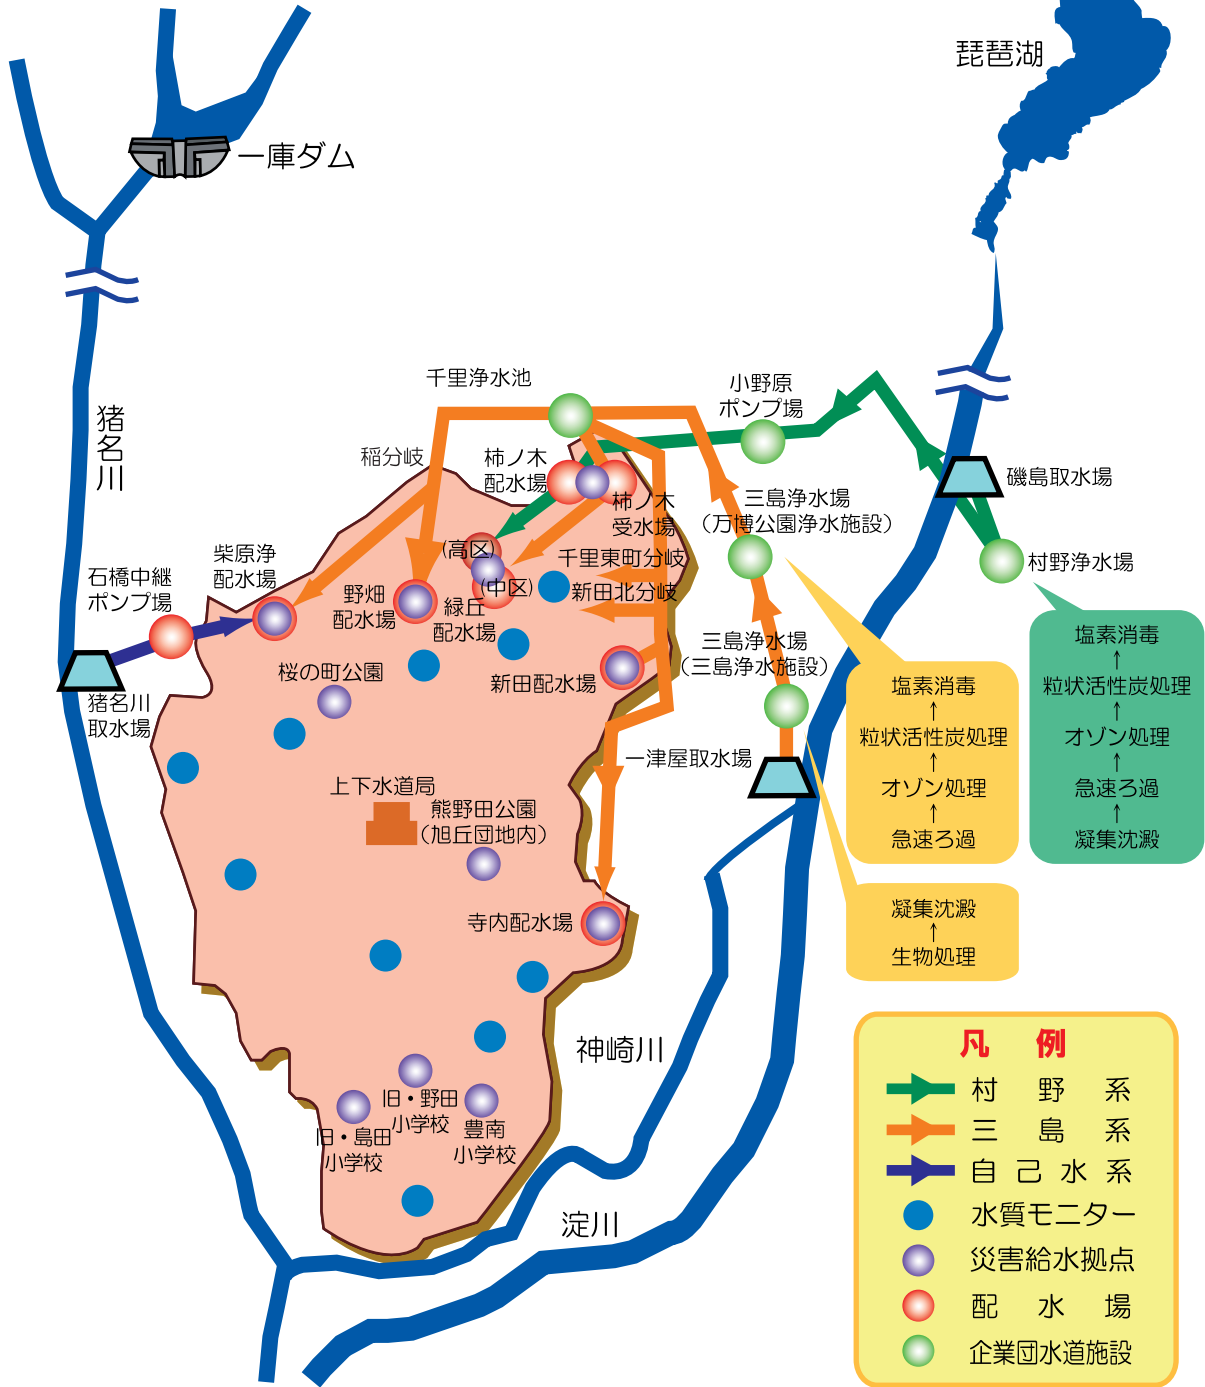 琵琶湖
一庫ダム
千里浄水池
小野原
ポンプ場
猪名川
稲分岐
柿ノ木
配水場
磯島取水場
柿ノ木
受水場
三島浄水場
（万博公園浄水施設）
柴原浄
配水場
(高区)
千里東町分岐
村野浄水場
石橋中継
ポンプ場
野畑
配水場
(中区)
新田北分岐
緑丘
配水場
三島浄水場
（三島浄水施設）
桜の町公園
新田配水場
猪名川
取水場
一津屋取水場
上下水道局
熊野田公園
（旭丘団地内）
寺内配水場
塩素消毒
↑
粒状活性炭処理
↑
オゾン処理
↑
急速ろ過
↑
凝集沈澱
塩素消毒
↑
粒状活性炭処理
↑
オゾン処理
↑
急速ろ過
凝集沈澱
↑
生物処理
神崎川
旧・野田
小学校
旧・島田
小学校
豊南
小学校
淀川
凡例
村野系
三島系
自己水系
水質モニター
災害給水拠点
配水場
企業団水道施設